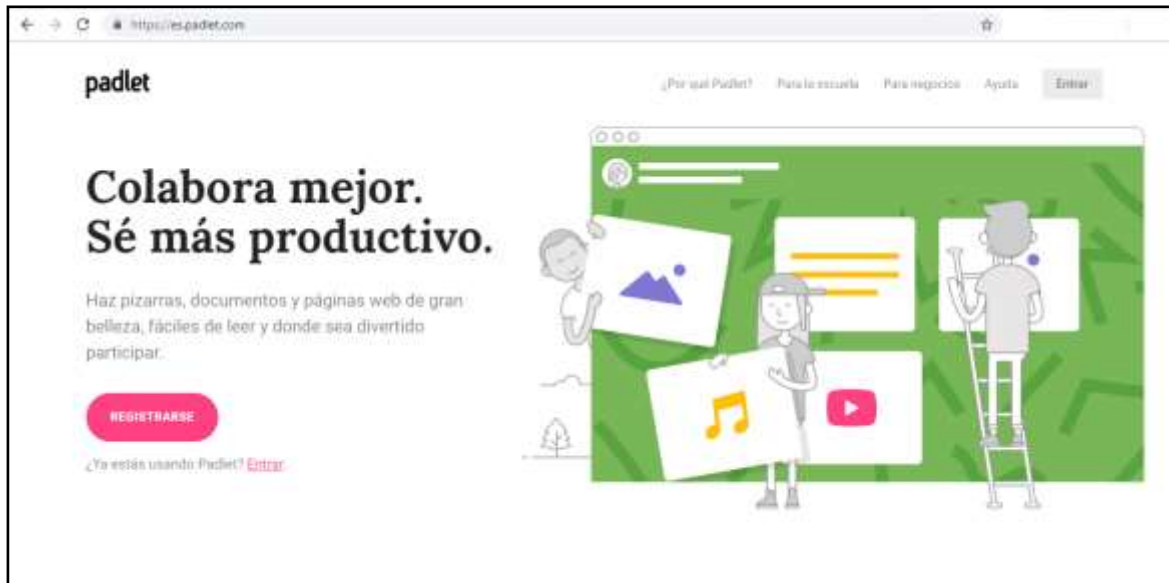 https://es.padlet.com
padlet
¿Por qué Padlet? Para la escuela Para negocios Ayuda Entrar
Colabora mejor.
Sé más productivo.
Haz pizarras, documentos y páginas web de gran
belleza, fáciles de leer y donde sea divertido
participar.
REGISTRARSE
¿Ya estás usando Padlet? Entrar.